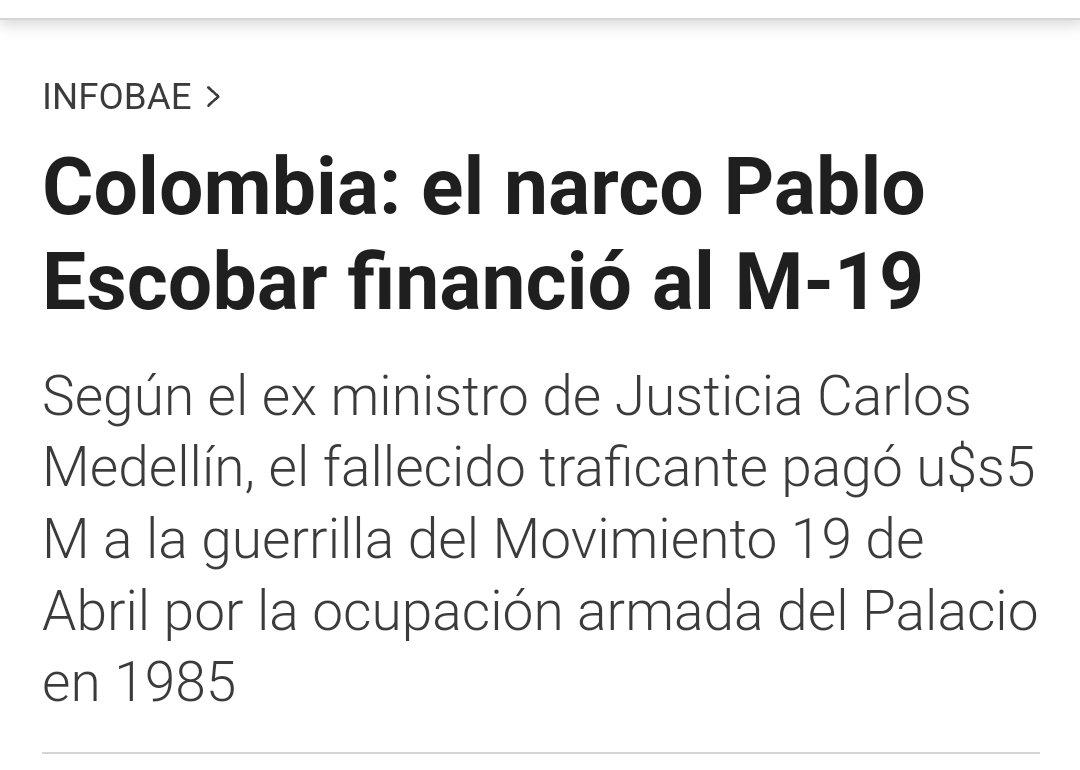 INFOBAE >
Colombia: el narco Pablo
Escobar financió al M-19
Según el ex ministro de Justicia Carlos
Medellín, el fallecido traficante pagó u$s5
M a la guerrilla del Movimiento 19 de
Abril por la ocupación armada del Palacio
en 1985